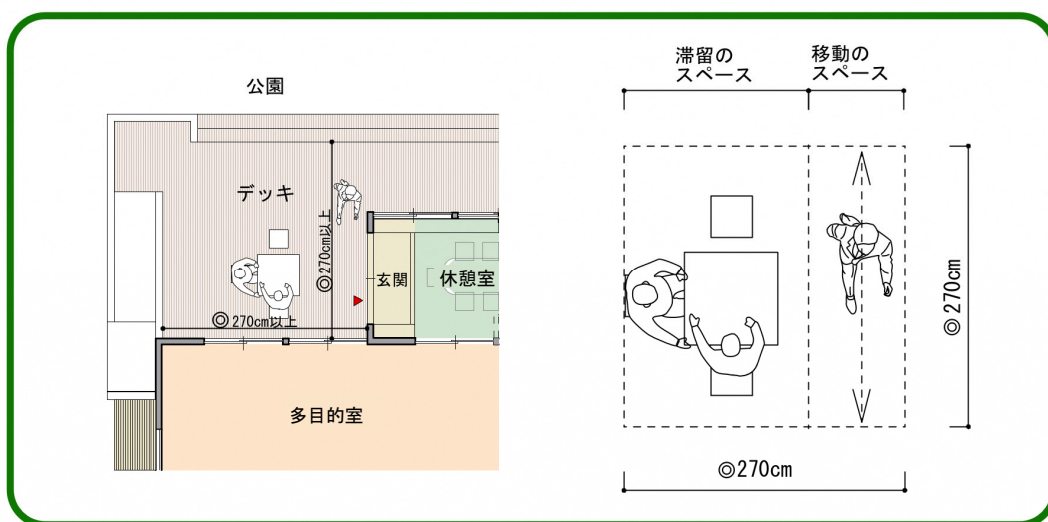 公園
デッキ
◎270cm以上
◎ 270cm以上
玄関
休憩室
多目的室
滞留の
スペース
移動の
スペース
◎270cm
◎270cm